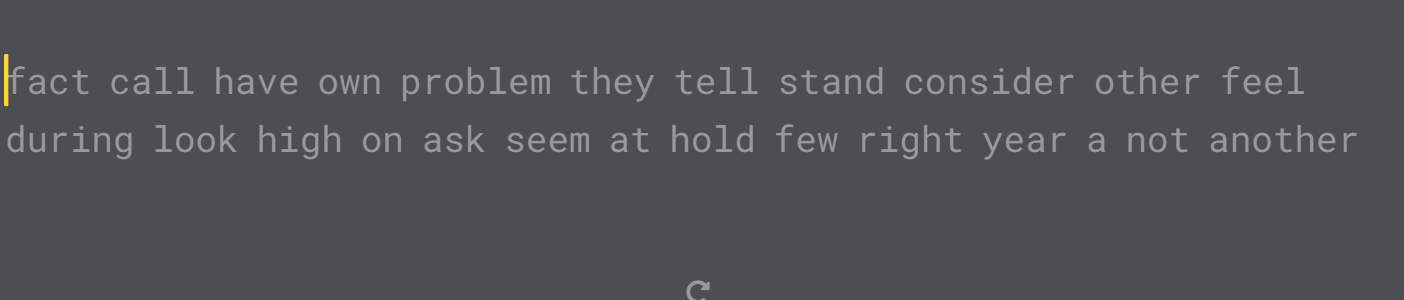 fact call have own problem they tell stand consider other feel
during look high on ask seem at hold few right year a not another